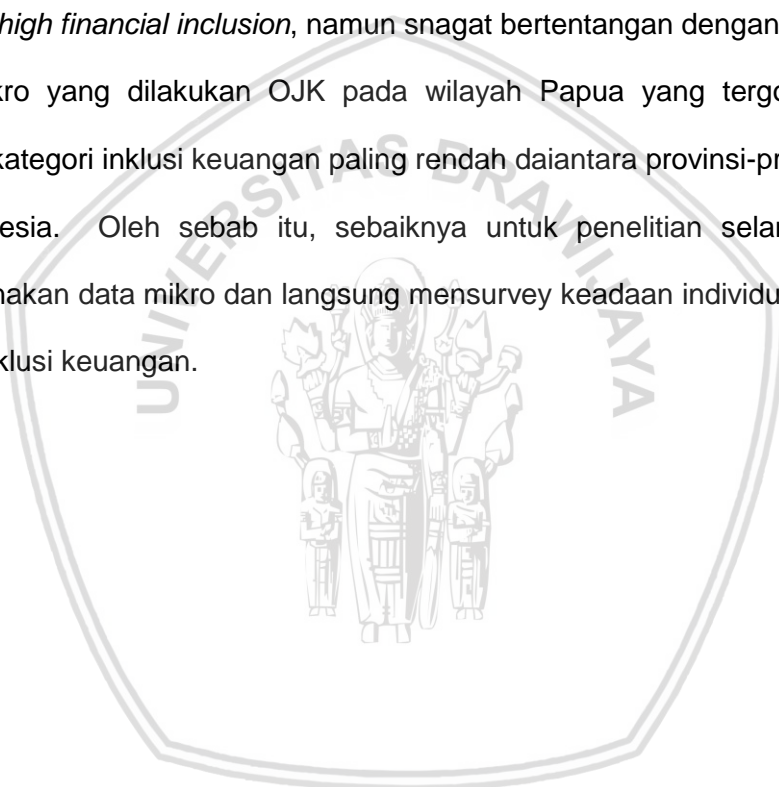 high financial inclusion, namun snagat bertentangan dengan
kro yang dilakukan OJK pada wilayah Papua yang tergo
kategori inklusi keuangan paling rendah daiantara provinsi-pr
esia. Oleh sebab itu, sebaiknya untuk penelitian selan
nakan data mikro dan langsung mensurvey keadaan individu
klusi keuangan.
UNIVERSITAS BRAWIJAYA